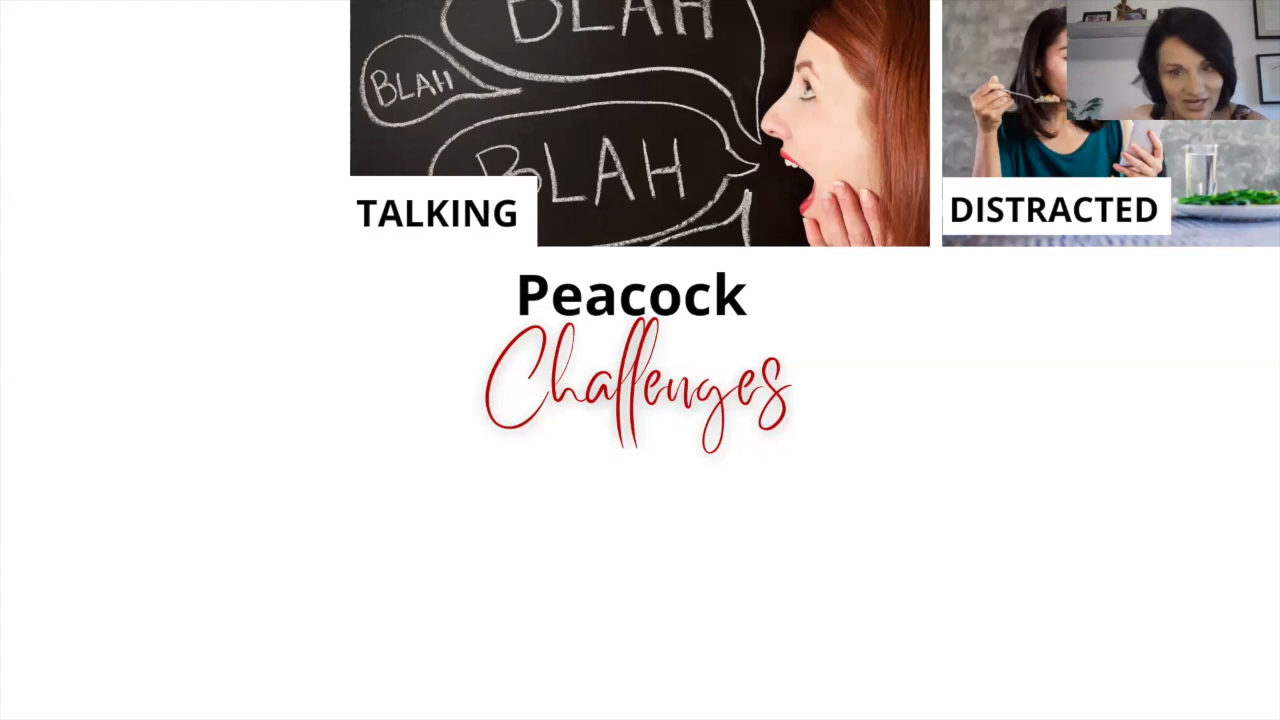 BLAH
BLAH
BLAH
TALKING
DISTRACTED
Peacock
Challenges